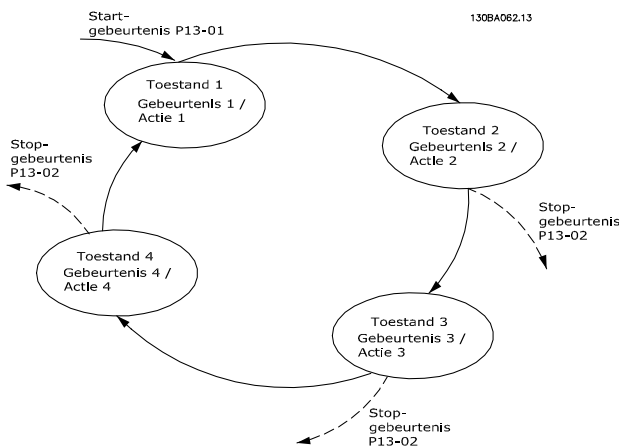 Start-
gebeurtenis P13-01
130BA062.13
Toestand 1
Gebeurtenis 1 /
Actie 1
Toestand 2
Gebeurtenis 2 /
Actie 2
Stop-
gebeurtenis
P13-02
Stop-
gebeurtenis
P13-02
Toestand 4
Gebeurtenis 4 /
Actie 4
Toestand 3
Gebeurtenis 3 /
Actie 3
Stop-
gebeurtenis
P13-02